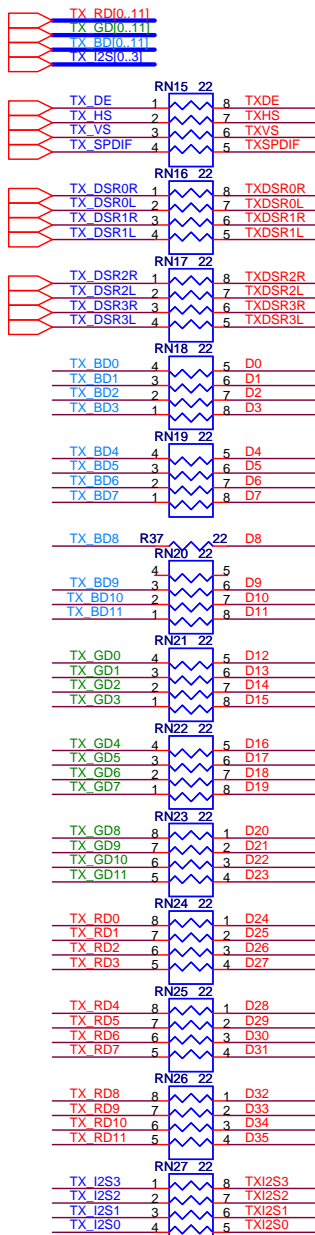 TX_RD[0..11]
TX_GD[0..11]
TX_BD[0..11]
TX_I2S[0..3]
RN15 22
TX_DE 1 8 TXDE
TX_HS 2 7 TXHS
TX_VS 3 6 TXVS
TX_SPDIF 4 5 TXSPDIF
RN16 22
TX_DSR0R 1 8 TXDSR0R
TX_DSR0L 2 7 TXDSR0L
TX_DSR1R 3 6 TXDSR1R
TX_DSR1L 4 5 TXDSR1L
RN17 22
TX_DSR2R 1 8 TXDSR2R
TX_DSR2L 2 7 TXDSR2L
TX_DSR3R 3 6 TXDSR3R
TX_DSR3L 4 5 TXDSR3L
RN18 22
TX_BD0 4 5 D0
TX_BD1 3 6 D1
TX_BD2 2 7 D2
TX_BD3 1 8 D3
RN19 22
TX_BD4 4 5 D4
TX_BD5 3 6 D5
TX_BD6 2 7 D6
TX_BD7 1 8 D7
TX_BD8 R37 22 D8
RN20 22
4 5
TX_BD9 3 6 D9
TX_BD10 2 7 D10
TX_BD11 1 8 D11
RN21 22
TX_GD0 4 5 D12
TX_GD1 3 6 D13
TX_GD2 2 7 D14
TX_GD3 1 8 D15
RN22 22
TX_GD4 4 5 D16
TX_GD5 3 6 D17
TX_GD6 2 7 D18
TX_GD7 1 8 D19
RN23 22
TX_GD8 8 1 D20
TX_GD9 7 2 D21
TX_GD10 6 3 D22
TX_GD11 5 4 D23
RN24 22
TX_RD0 8 1 D24
TX_RD1 7 2 D25
TX_RD2 6 3 D26
TX_RD3 5 4 D27
RN25 22
TX_RD4 8 1 D28
TX_RD5 7 2 D29
TX_RD6 6 3 D30
TX_RD7 5 4 D31
RN26 22
TX_RD8 8 1 D32
TX_RD9 7 2 D33
TX_RD10 6 3 D34
TX_RD11 5 4 D35
RN27 22
TX_I2S3 1 8 TXI2S3
TX_I2S2 2 7 TXI2S2
TX_I2S1 3 6 TXI2S1
TX_I2S0 4 5 TXI2S0